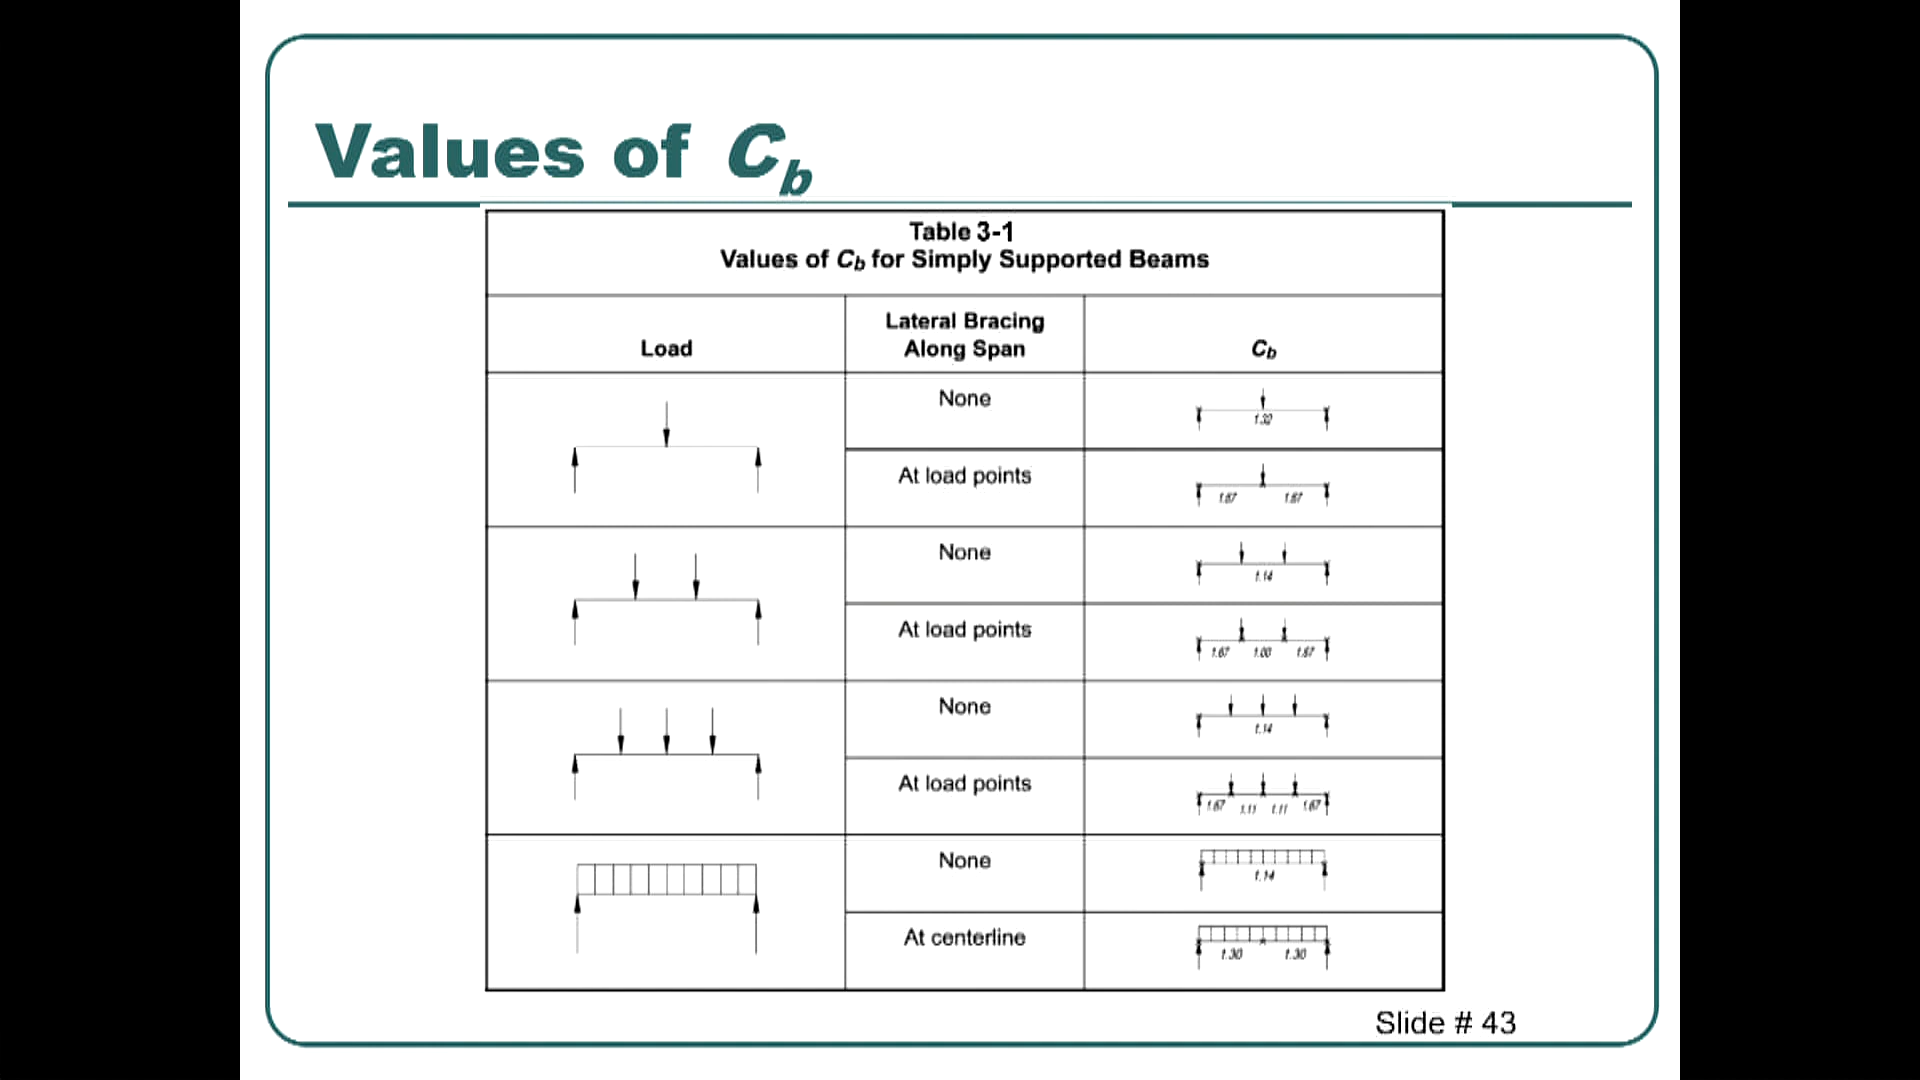 Values of Cb
Table 3-1
Values of Cb for Simply Supported Beams
Load
Lateral Bracing
Along Span
Cb
None
1.32
At load points
1.67 1.67
None
1.14
At load points
1.67 1.00 1.67
None
1.14
At load points
1.67 1.11 1.11 1.67
None
1.14
At centerline
1.30 1.30
Slide # 43